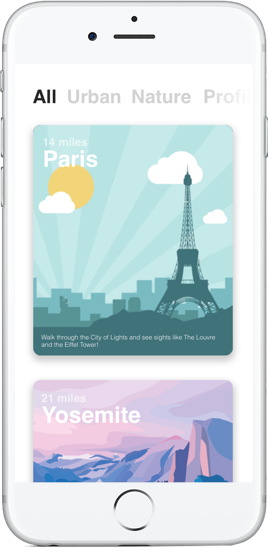 All Urban Nature Profi
14 miles
Paris
Walk through the City of Lights and see sights like The Louvre
and the Eiffel Tower!
21 miles
Yosemite